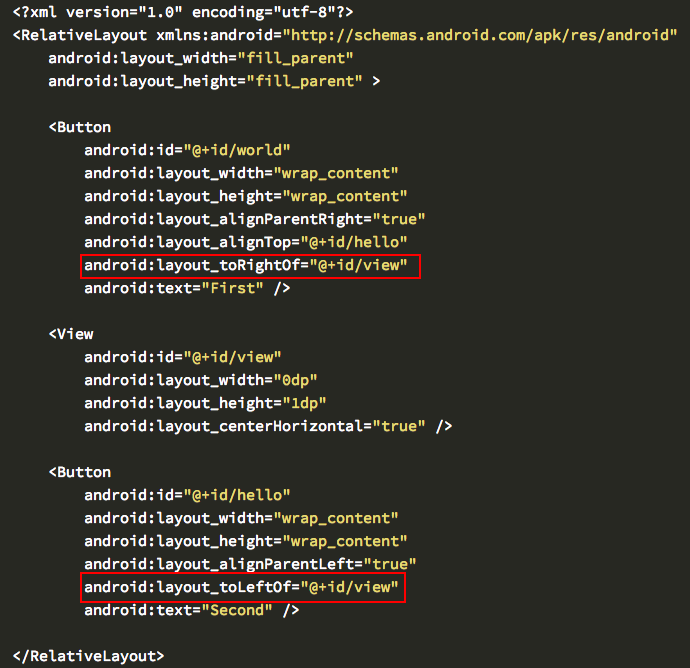 <?xml version="1.0" encoding="utf-8"?>
<RelativeLayout xmlns:android="http://schemas.android.com/apk/res/android"
    android:layout_width="fill_parent"
    android:layout_height="fill_parent" >

    <Button
        android:id="@+id/world"
        android:layout_width="wrap_content"
        android:layout_height="wrap_content"
        android:layout_alignParentRight="true"
        android:layout_alignTop="@+id/hello"
        android:layout_toRightOf="@+id/view"
        android:text="First" />

    <View
        android:id="@+id/view"
        android:layout_width="0dp"
        android:layout_height="1dp"
        android:layout_centerHorizontal="true" />

    <Button
        android:id="@+id/hello"
        android:layout_width="wrap_content"
        android:layout_height="wrap_content"
        android:layout_alignParentLeft="true"
        android:layout_toLeftOf="@+id/view"
        android:text="Second" />

</RelativeLayout>